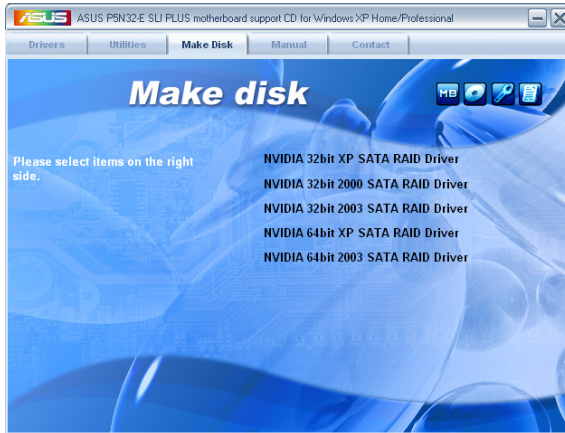 ASUS ASUS P5N32-E SLI PLUS motherboard support CD for Windows XP Home/Professional
Drivers Utilities Make Disk Manual Contact
Make disk
MB
Please select items on the right
side.
NVIDIA 32bit XP SATA RAID Driver
NVIDIA 32bit 2000 SATA RAID Driver
NVIDIA 32bit 2003 SATA RAID Driver
NVIDIA 64bit XP SATA RAID Driver
NVIDIA 64bit 2003 SATA RAID Driver